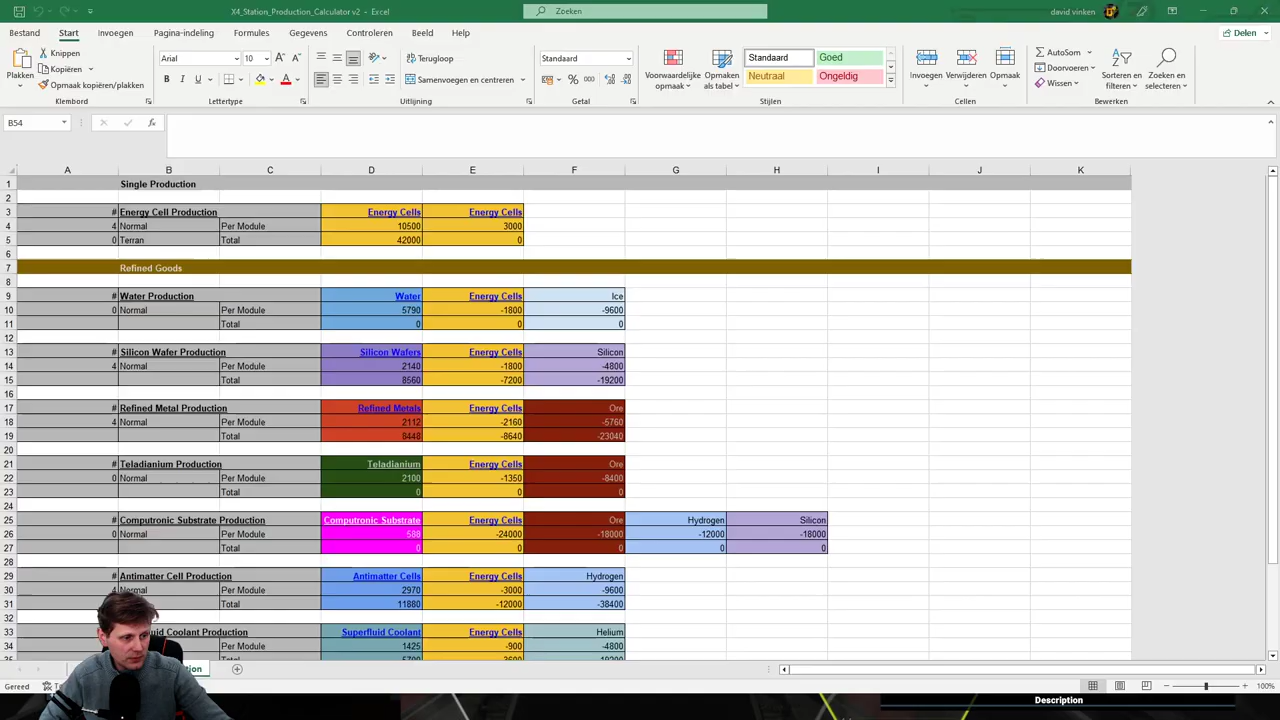 X4_Station_Production_Calculator v2 - Excel
Zoeken
david vinken
Bestand Start Invoegen Pagina-indeling Formules Gegevens Controleren Beeld Help
Delen
Plakken
Knippen
Kopiëren
Opmaak kopiëren/plakken
Klembord
Arial 10
B I U
Lettertype
Terugloop
Samenvoegen en centreren
Uitlijning
Standaard
Getal
Voorwaardelijke opmaak
Opmaken als tabel
Standaard Goed
Neutraal Ongeldig
Stijlen
Invoegen Verwijderen Opmaak
Cellen
AutoSom
Doorvoeren
Wissen
Sorteren en filteren
Zoeken en selecteren
Bewerken
B54
A B C D E F G H I J K
1 Single Production
2
3 # Energy Cell Production Energy Cells Energy Cells
4 4 Normal Per Module 10500 3000
5 0 Terran Total 42000 0
6
7 Refined Goods
8
9 # Water Production Water Energy Cells Ice
10 0 Normal Per Module 5790 -1800 -9600
11 Total 0 0 0
12
13 # Silicon Wafer Production Silicon Wafers Energy Cells Silicon
14 4 Normal Per Module 2140 -1800 -4800
15 Total 8560 -7200 -19200
16
17 # Refined Metal Production Refined Metals Energy Cells Ore
18 4 Normal Per Module 2112 -2160 -5760
19 Total 8448 -8640 -23040
20
21 # Teladianium Production Teladianium Energy Cells Ore
22 0 Normal Per Module 2100 -1350 -8400
23 Total 0 0 0
24
25 # Computronic Substrate Production Computronic Substrate Energy Cells Ore Hydrogen Silicon
26 0 Normal Per Module 588 -24000 -18000 -12000 -18000
27 Total 0 0 0 0 0
28
29 # Antimatter Cell Production Antimatter Cells Energy Cells Hydrogen
30 4 Normal Per Module 2970 -3000 -9600
31 Total 11880 -12000 -38400
32
33 Coolant Production Superfluid Coolant Energy Cells Helium
34 Per Module 1425 -900 -4800
Total 5700 -3600 -19200
Gereed
100%
Description